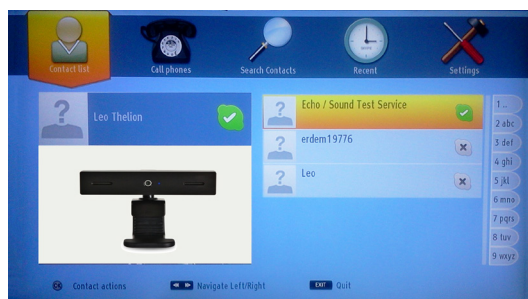 Contact list
Call phones
Search Contacts
Recent
Settings
Leo Thelion
Echo / Sound Test Service
erdem19776
Leo
1 ..
2 abc
3 def
4 ghi
5 jkl
6 mno
7 pqrs
8 tuv
9 wxyz
OK Contact actions
Navigate Left/Right
EXIT Quit